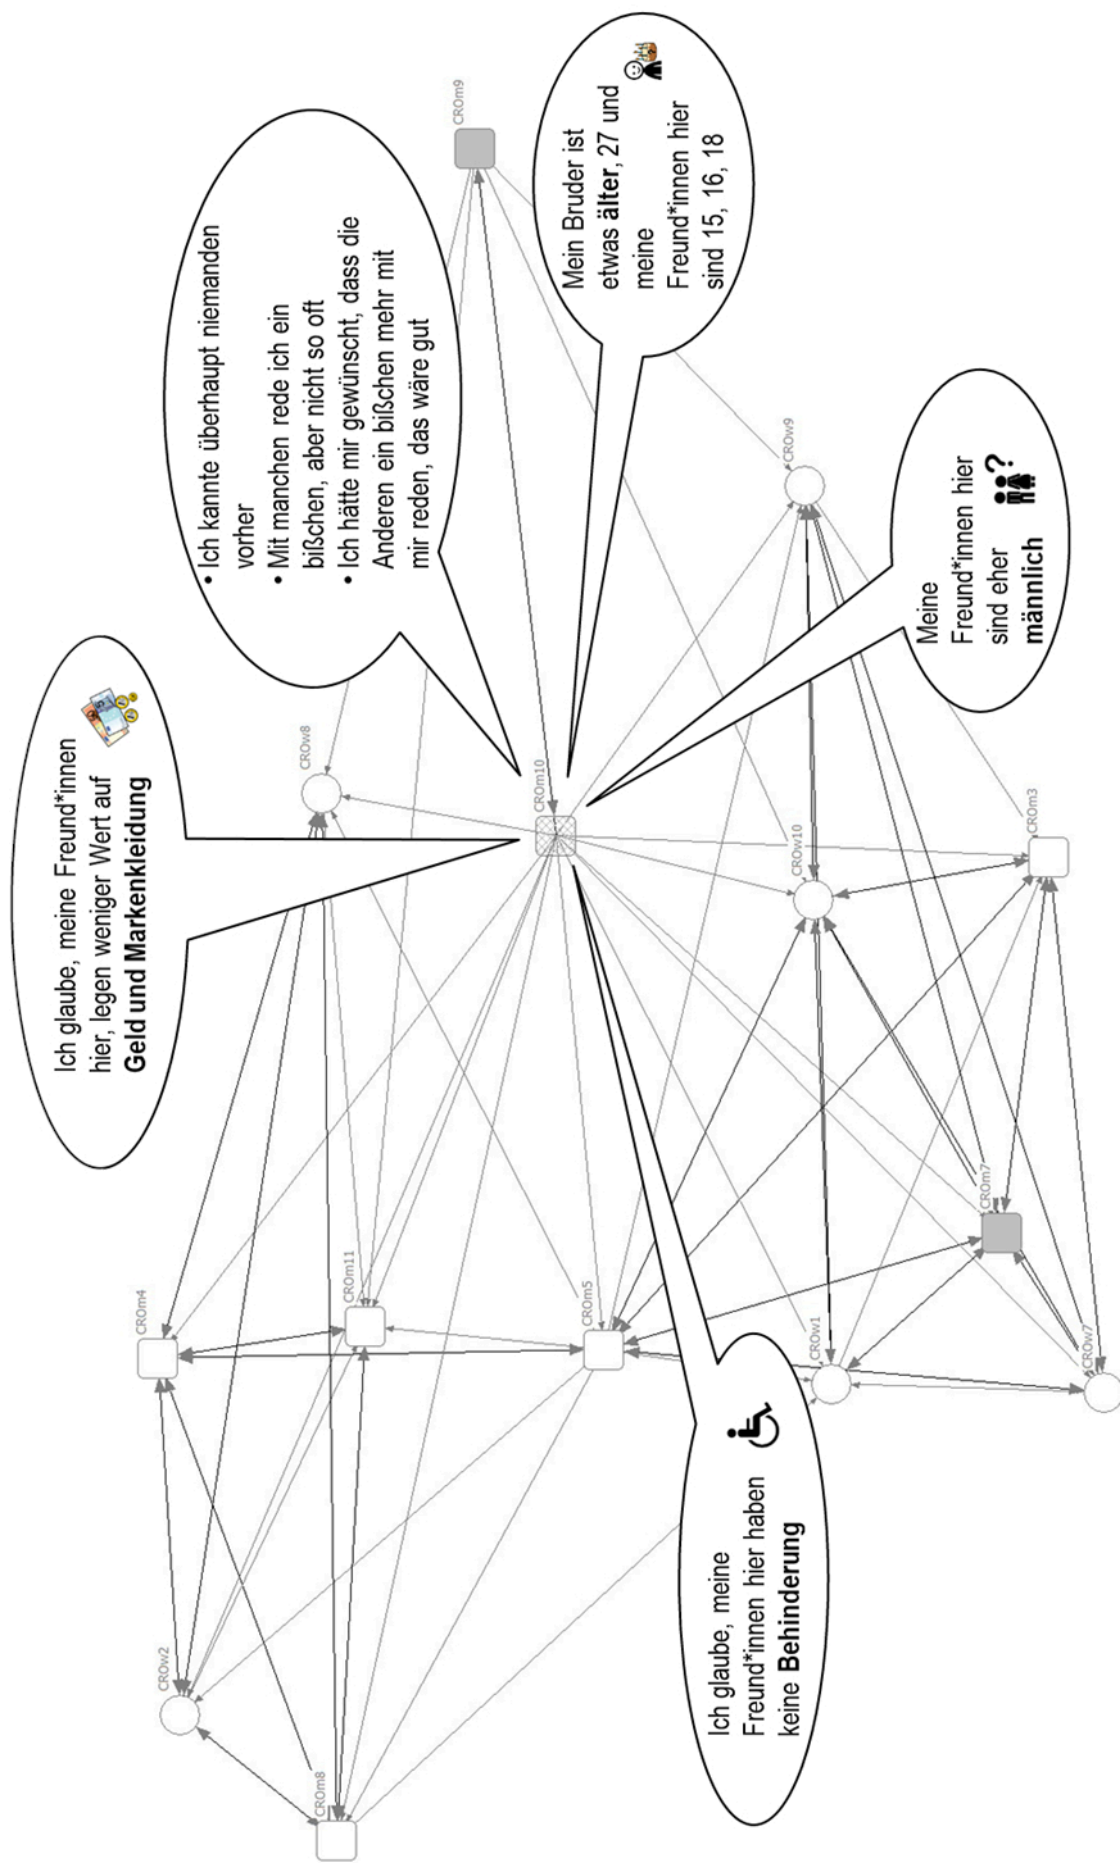 Ich glaube, meine Freund*innen
hier, legen weniger Wert auf
Geld und Markenkleidung
• Ich kannte überhaupt niemanden
vorher
• Mit manchen rede ich ein
bißchen, aber nicht so oft
• Ich hätte mir gewünscht, dass die
Anderen ein bißchen mehr mit
mir reden, das wäre gut
Mein Bruder ist
etwas älter, 27 und
meine
Freund*innen hier
sind 15, 16, 18
Meine
Freund*innen hier
sind eher
männlich
Ich glaube, meine
Freund*innen hier haben
keine Behinderung
CROm4
CROw2
CROm8
CROm11
CROw8
CROm9
CROm10
CROm5
CROw1
CROw10
CROw9
CROm7
CROm3
CROw7